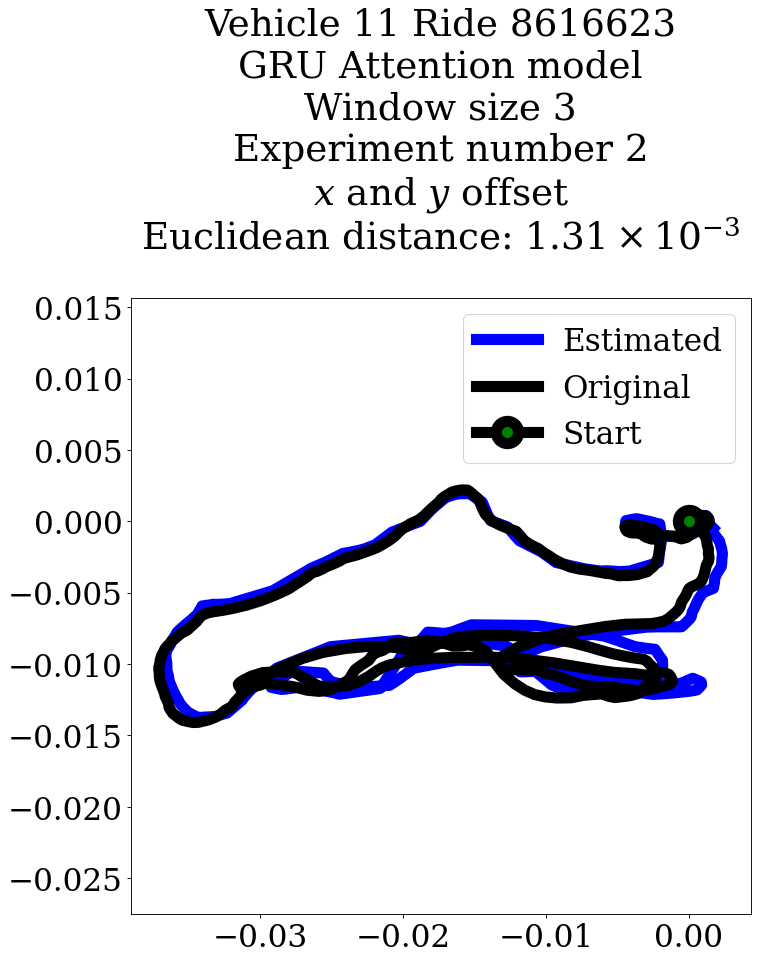 Vehicle 11 Ride 8616623
GRU Attention model
Window size 3
Experiment number 2
x and y offset
Euclidean distance: 1.31 × 10⁻³
0.015
0.010
0.005
0.000
−0.005
−0.010
−0.015
−0.020
−0.025
Estimated
Original
Start
−0.03 −0.02 −0.01 0.00